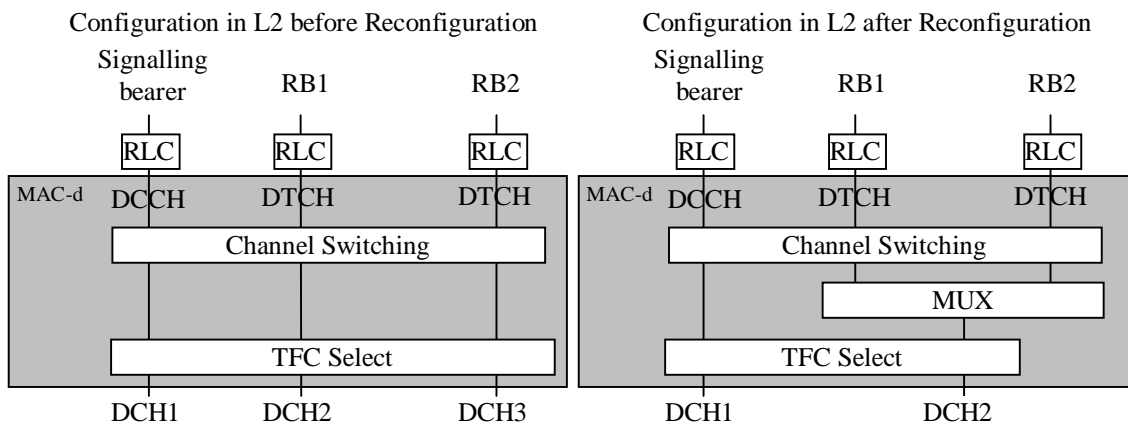 Configuration in L2 before Reconfiguration
Signalling
bearer
RB1
RB2
RLC
RLC
RLC
MAC-d
DCCH
DTCH
DTCH
Channel Switching
TFC Select
DCH1
DCH2
DCH3
Configuration in L2 after Reconfiguration
Signalling
bearer
RB1
RB2
RLC
RLC
RLC
MAC-d
DCCH
DTCH
DTCH
Channel Switching
MUX
TFC Select
DCH1
DCH2